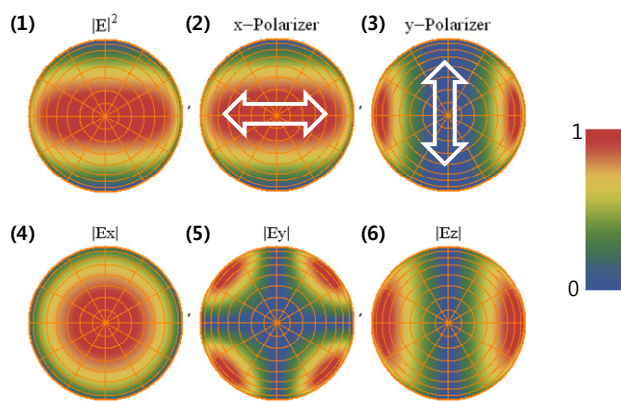 (1) |E|² (2) x−Polarizer (3) y−Polarizer
,
1
0
(4) |Ex| (5) |Ey| (6) |Ez|
, ,